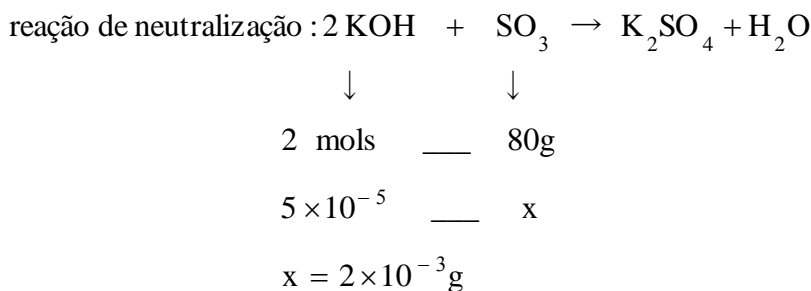 reação de neutralização : 2 KOH + SO₃ → K₂SO₄ + H₂O
↓ ↓
2 mols ___ 80g
5 × 10⁻⁵ ___ x
x = 2 × 10⁻³g